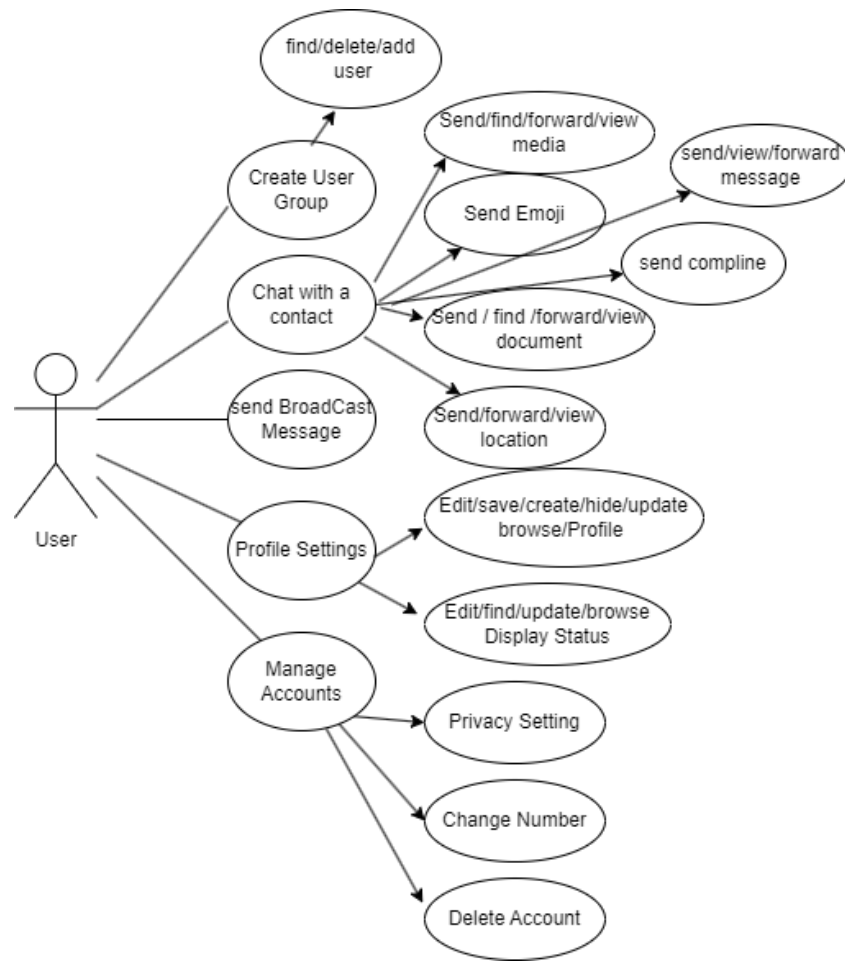 find/delete/add
user
Send/find/forward/view
media
send/view/forward
message
Create User
Group
Send Emoji
send compline
Chat with a
contact
Send / find /forward/view
document
send BroadCast
Message
Send/forward/view
location
Edit/save/create/hide/update
browse/Profile
User
Profile Settings
Edit/find/update/browse
Display Status
Manage
Accounts
Privacy Setting
Change Number
Delete Account